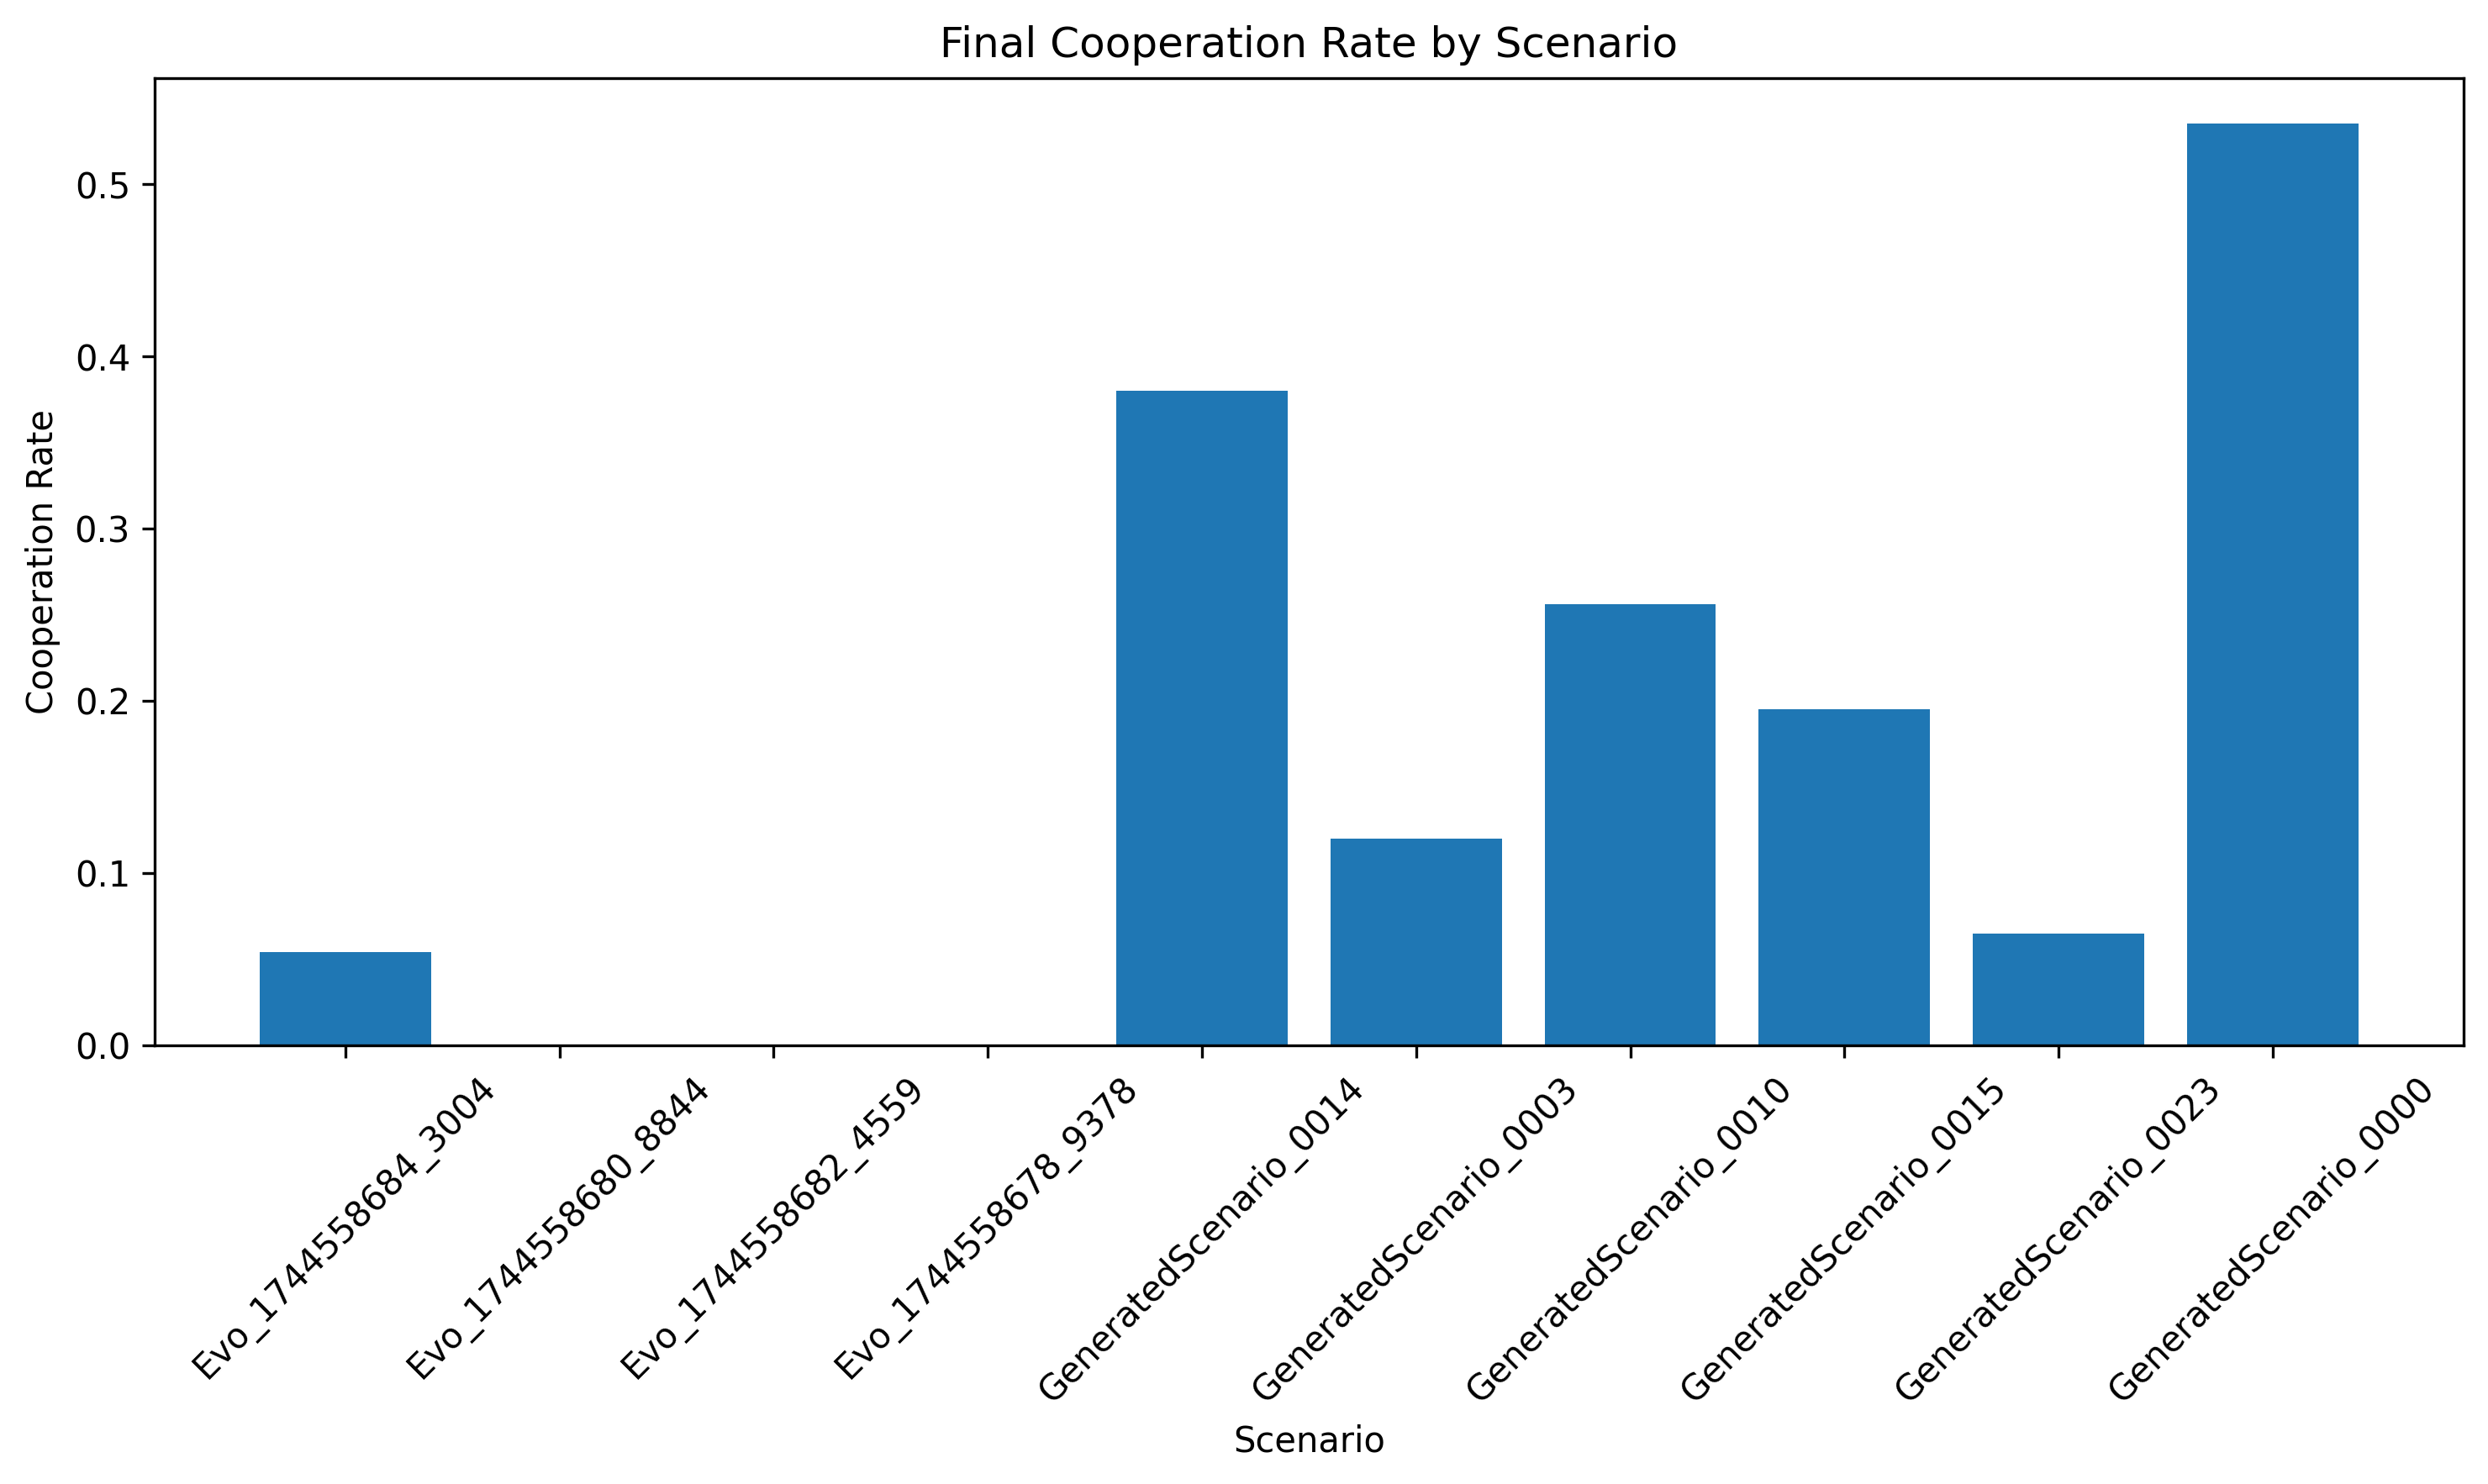 Final Cooperation Rate by Scenario
Cooperation Rate
0.5
0.4
0.3
0.2
0.1
0.0
Evo_1744558684_3004
Evo_1744558680_8844
Evo_1744558682_4559
Evo_1744558678_9378
GeneratedScenario_0014
GeneratedScenario_0003
GeneratedScenario_0010
GeneratedScenario_0015
GeneratedScenario_0023
GeneratedScenario_0000
Scenario